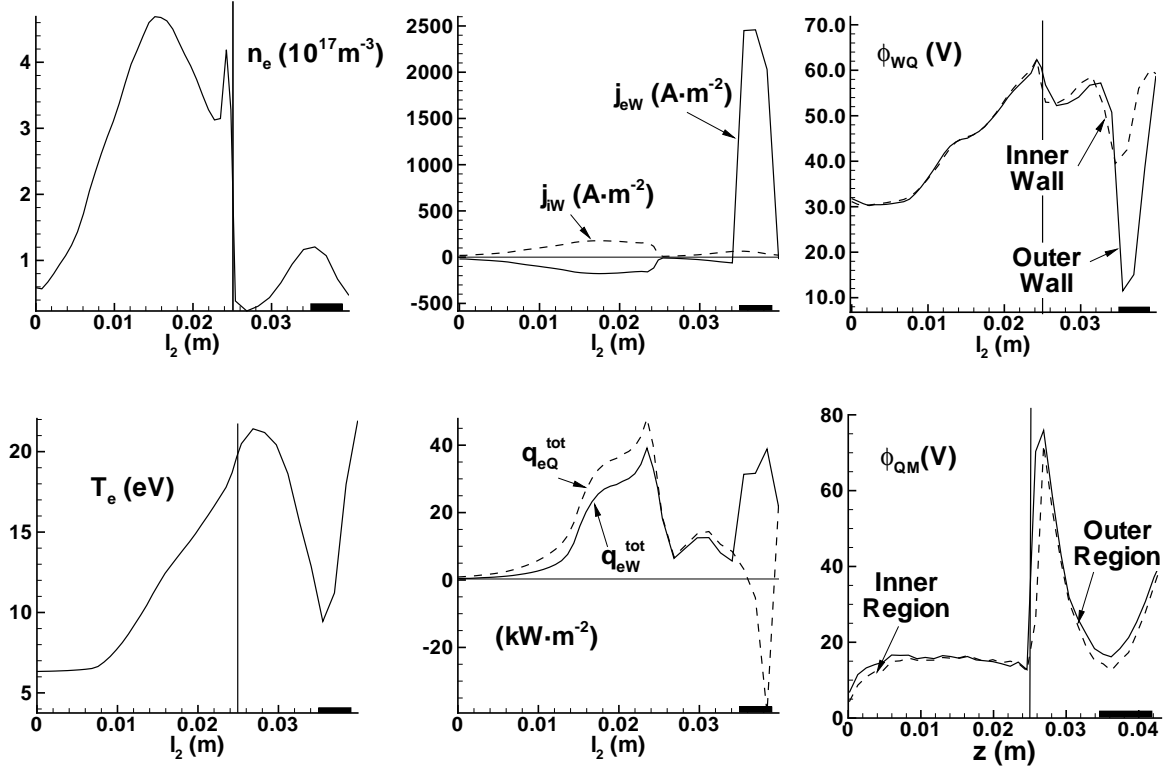 n_e (10^17 m^-3)
4
3
2
1
0
0.01
0.02
0.03
l_2 (m)
2500
2000
1500
1000
500
0
-500
j_eW (A·m^-2)
j_iW (A·m^-2)
0
0.01
0.02
0.03
l_2 (m)
70.0
60.0
50.0
40.0
30.0
20.0
10.0
ϕ_WQ (V)
Inner
Wall
Outer
Wall
0
0.01
0.02
0.03
l_2 (m)
20
15
10
5
T_e (eV)
0
0.01
0.02
0.03
l_2 (m)
40
20
0
-20
q_eQ^tot
q_eW^tot
(kW·m^-2)
0
0.01
0.02
0.03
l_2 (m)
80
60
40
20
0
ϕ_QM (V)
Outer
Region
Inner
Region
0
0.01
0.02
0.03
0.04
z (m)